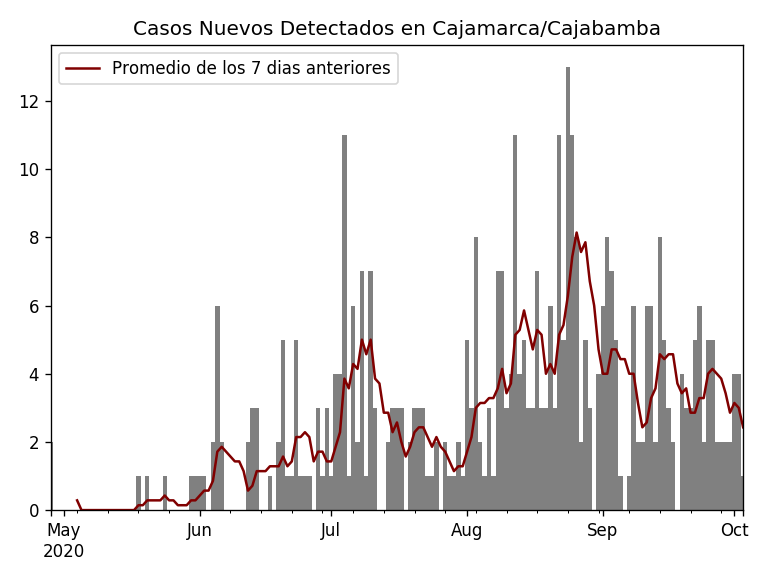 Casos Nuevos Detectados en Cajamarca/Cajabamba
Promedio de los 7 dias anteriores
12
10
8
6
4
2
0
May Jun Jul Aug Sep Oct
2020